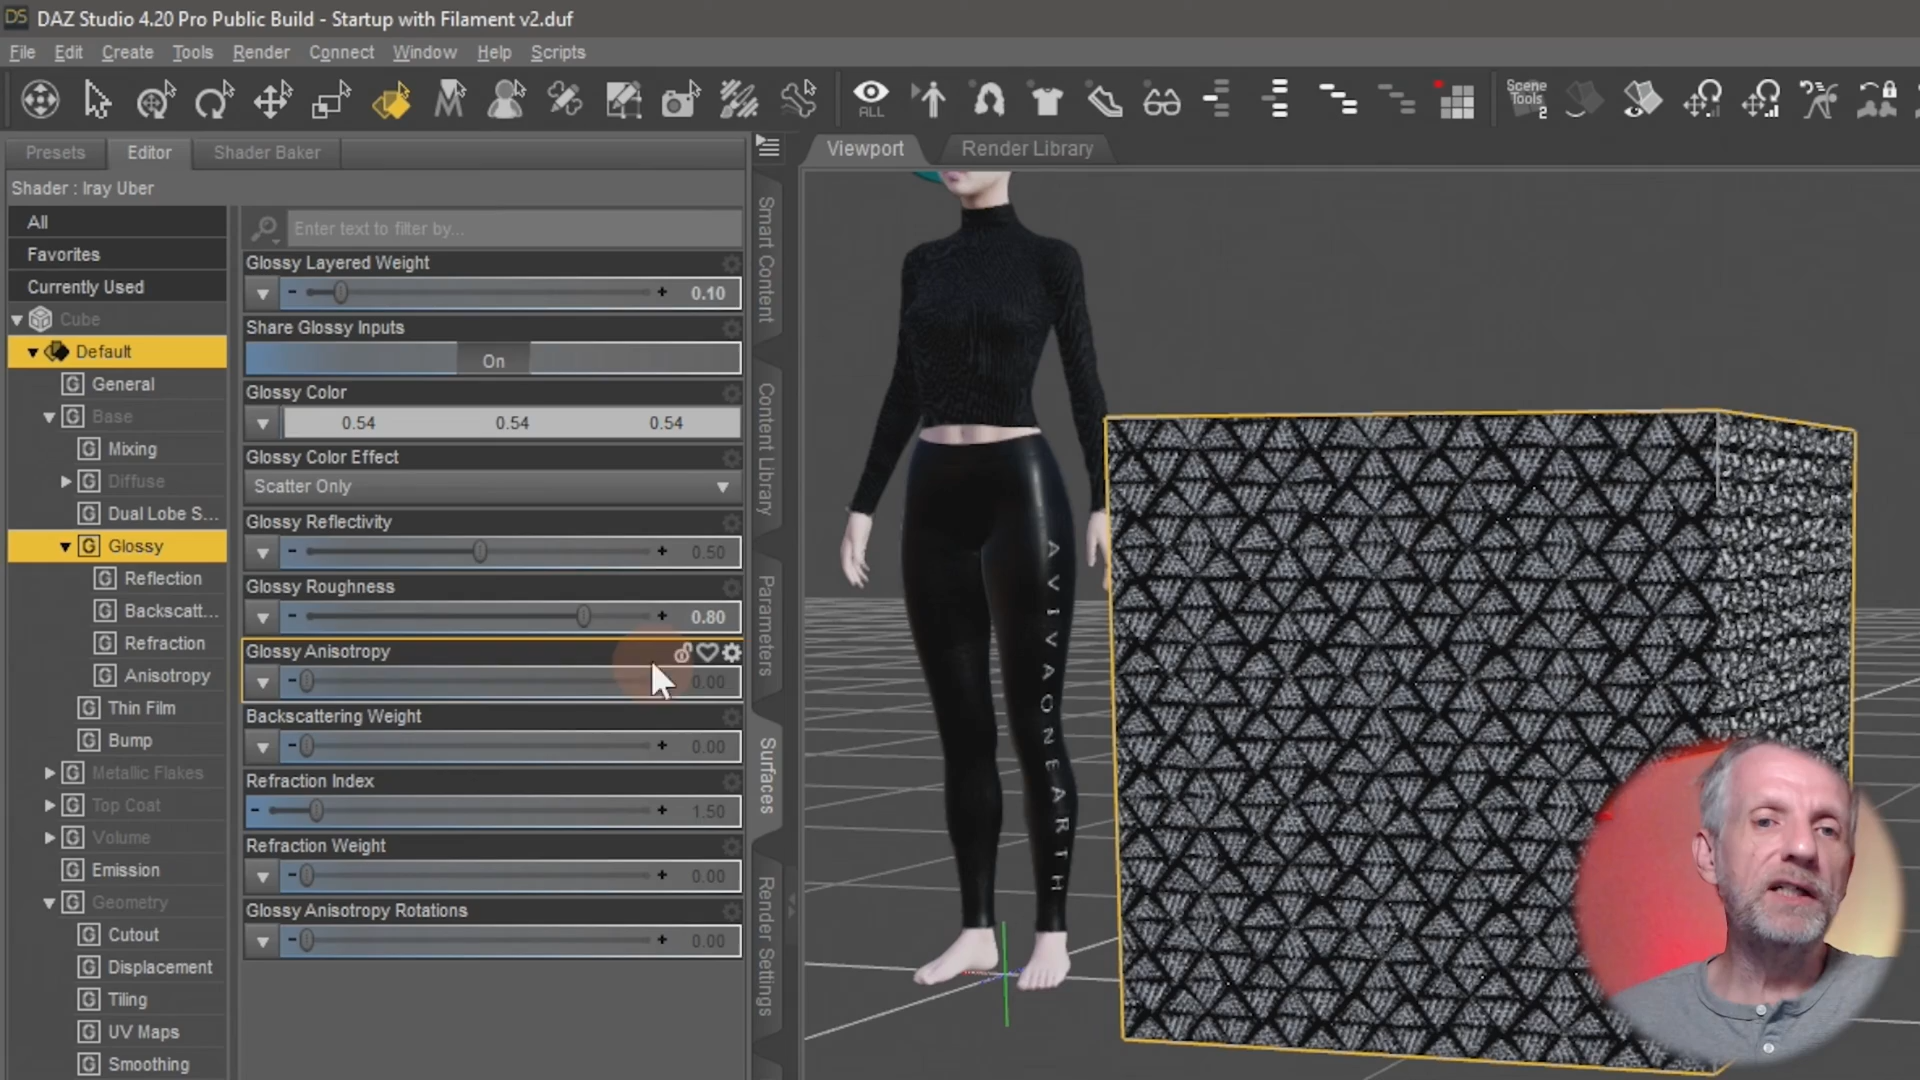 DS DAZ Studio 4.20 Pro Public Build - Startup with Filament v2.duf
File Edit Create Tools Render Connect Window Help Scripts
ALL
Scene
Tools
2
Presets Editor Shader Baker
Viewport Render Library
Shader : Iray Uber
All
Favorites
Currently Used
Cube
Default
G General
G Base
G Mixing
G Diffuse
G Dual Lobe S...
G Glossy
G Reflection
G Backscatt...
G Refraction
G Anisotropy
G Thin Film
G Bump
G Metallic Flakes
G Top Coat
G Volume
G Emission
G Geometry
G Cutout
G Displacement
G Tiling
G UV Maps
G Smoothing
Enter text to filter by...
Glossy Layered Weight
- + 0.10
Share Glossy Inputs
On
Glossy Color
0.54 0.54 0.54
Glossy Color Effect
Scatter Only
Glossy Reflectivity
- + 0.50
Glossy Roughness
- + 0.80
Glossy Anisotropy
- 0.00
Backscattering Weight
- + 0.00
Refraction Index
- + 1.50
Refraction Weight
- + 0.00
Glossy Anisotropy Rotations
- + 0.00
Smart Content
Content Library
Parameters
Surfaces
Render Settings
AVIVAONEARTH